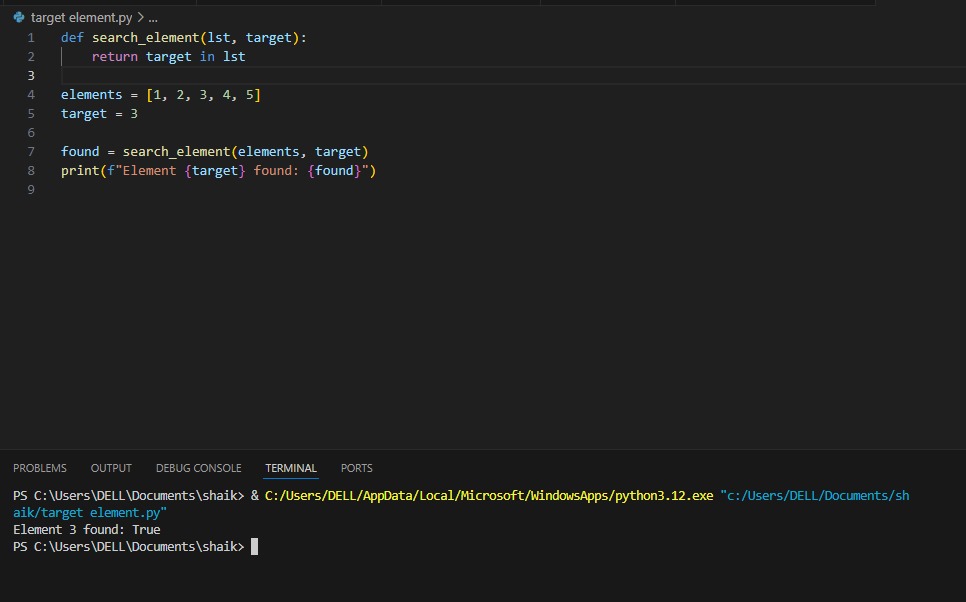 target element.py > ...
1 def search_element(lst, target):
2     return target in lst
3
4 elements = [1, 2, 3, 4, 5]
5 target = 3
6
7 found = search_element(elements, target)
8 print(f"Element {target} found: {found}")
9
PROBLEMS OUTPUT DEBUG CONSOLE TERMINAL PORTS
PS C:\Users\DELL\Documents\shaik> & C:/Users/DELL/AppData/Local/Microsoft/WindowsApps/python3.12.exe "c:/Users/DELL/Documents/sh
aik/target element.py"
Element 3 found: True
PS C:\Users\DELL\Documents\shaik>